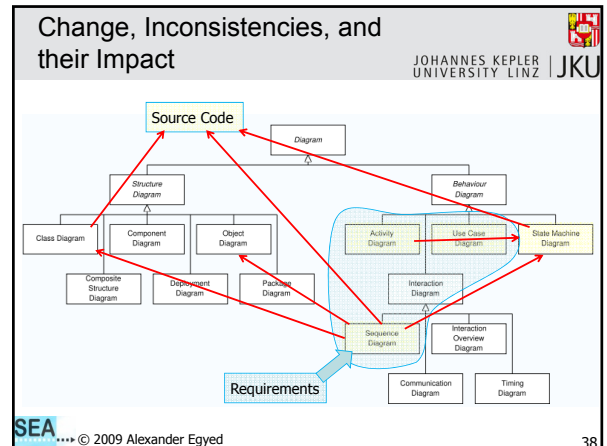 Change, Inconsistencies, and
their Impact
JOHANNES KEPLER
UNIVERSITY LINZ
JKU
Source Code
Diagram
Structure
Diagram
Behaviour
Diagram
Class Diagram
Component
Diagram
Object
Diagram
Activity
Diagram
Use Case
Diagram
State Machine
Diagram
Composite
Structure
Diagram
Deployment
Diagram
Package
Diagram
Interaction
Diagram
Sequence
Diagram
Interaction
Overview
Diagram
Requirements
Communication
Diagram
Timing
Diagram
SEA
© 2009 Alexander Egyed
38